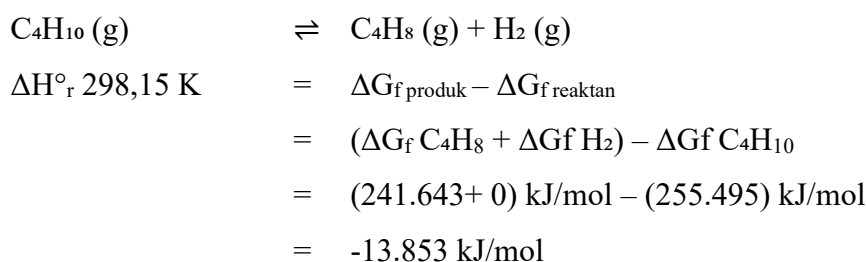 C₄H₁₀ (g) ⇌ C₄H₈ (g) + H₂ (g)
ΔH°ᵣ 298,15 K = ΔGf produk – ΔGf reaktan
= (ΔGf C₄H₈ + ΔGf H₂) – ΔGf C₄H₁₀
= (241.643+ 0) kJ/mol – (255.495) kJ/mol
= -13.853 kJ/mol